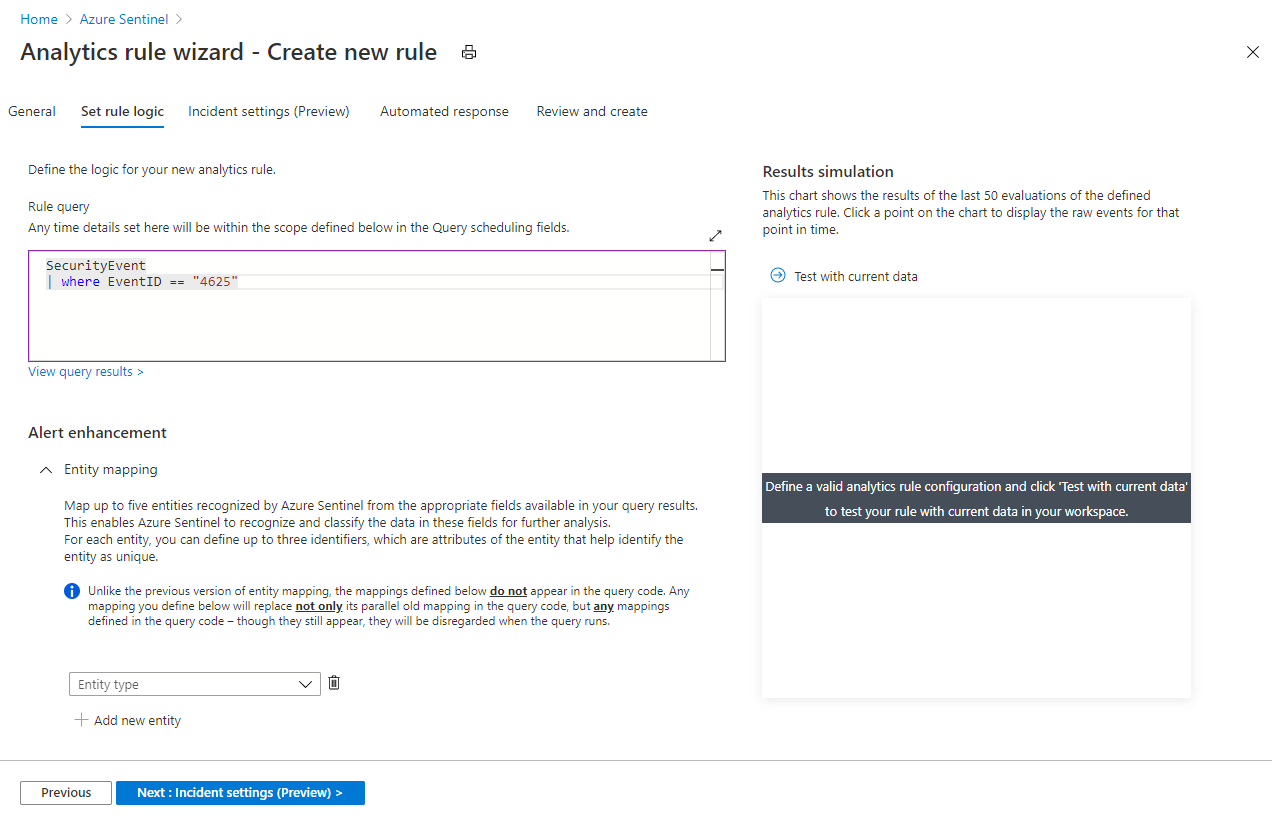 Home > Azure Sentinel >
Analytics rule wizard - Create new rule
General Set rule logic Incident settings (Preview) Automated response Review and create
Define the logic for your new analytics rule.
Rule query
Any time details set here will be within the scope defined below in the Query scheduling fields.
SecurityEvent
| where EventID == "4625"
View query results >
Alert enhancement
Entity mapping
Map up to five entities recognized by Azure Sentinel from the appropriate fields available in your query results.
This enables Azure Sentinel to recognize and classify the data in these fields for further analysis.
For each entity, you can define up to three identifiers, which are attributes of the entity that help identify the
entity as unique.
Unlike the previous version of entity mapping, the mappings defined below do not appear in the query code. Any
mapping you define below will replace not only its parallel old mapping in the query code, but any mappings
defined in the query code – though they still appear, they will be disregarded when the query runs.
Entity type
Add new entity
Results simulation
This chart shows the results of the last 50 evaluations of the defined
analytics rule. Click a point on the chart to display the raw events for that
point in time.
Test with current data
Define a valid analytics rule configuration and click 'Test with current data'
to test your rule with current data in your workspace.
Previous Next : Incident settings (Preview) >